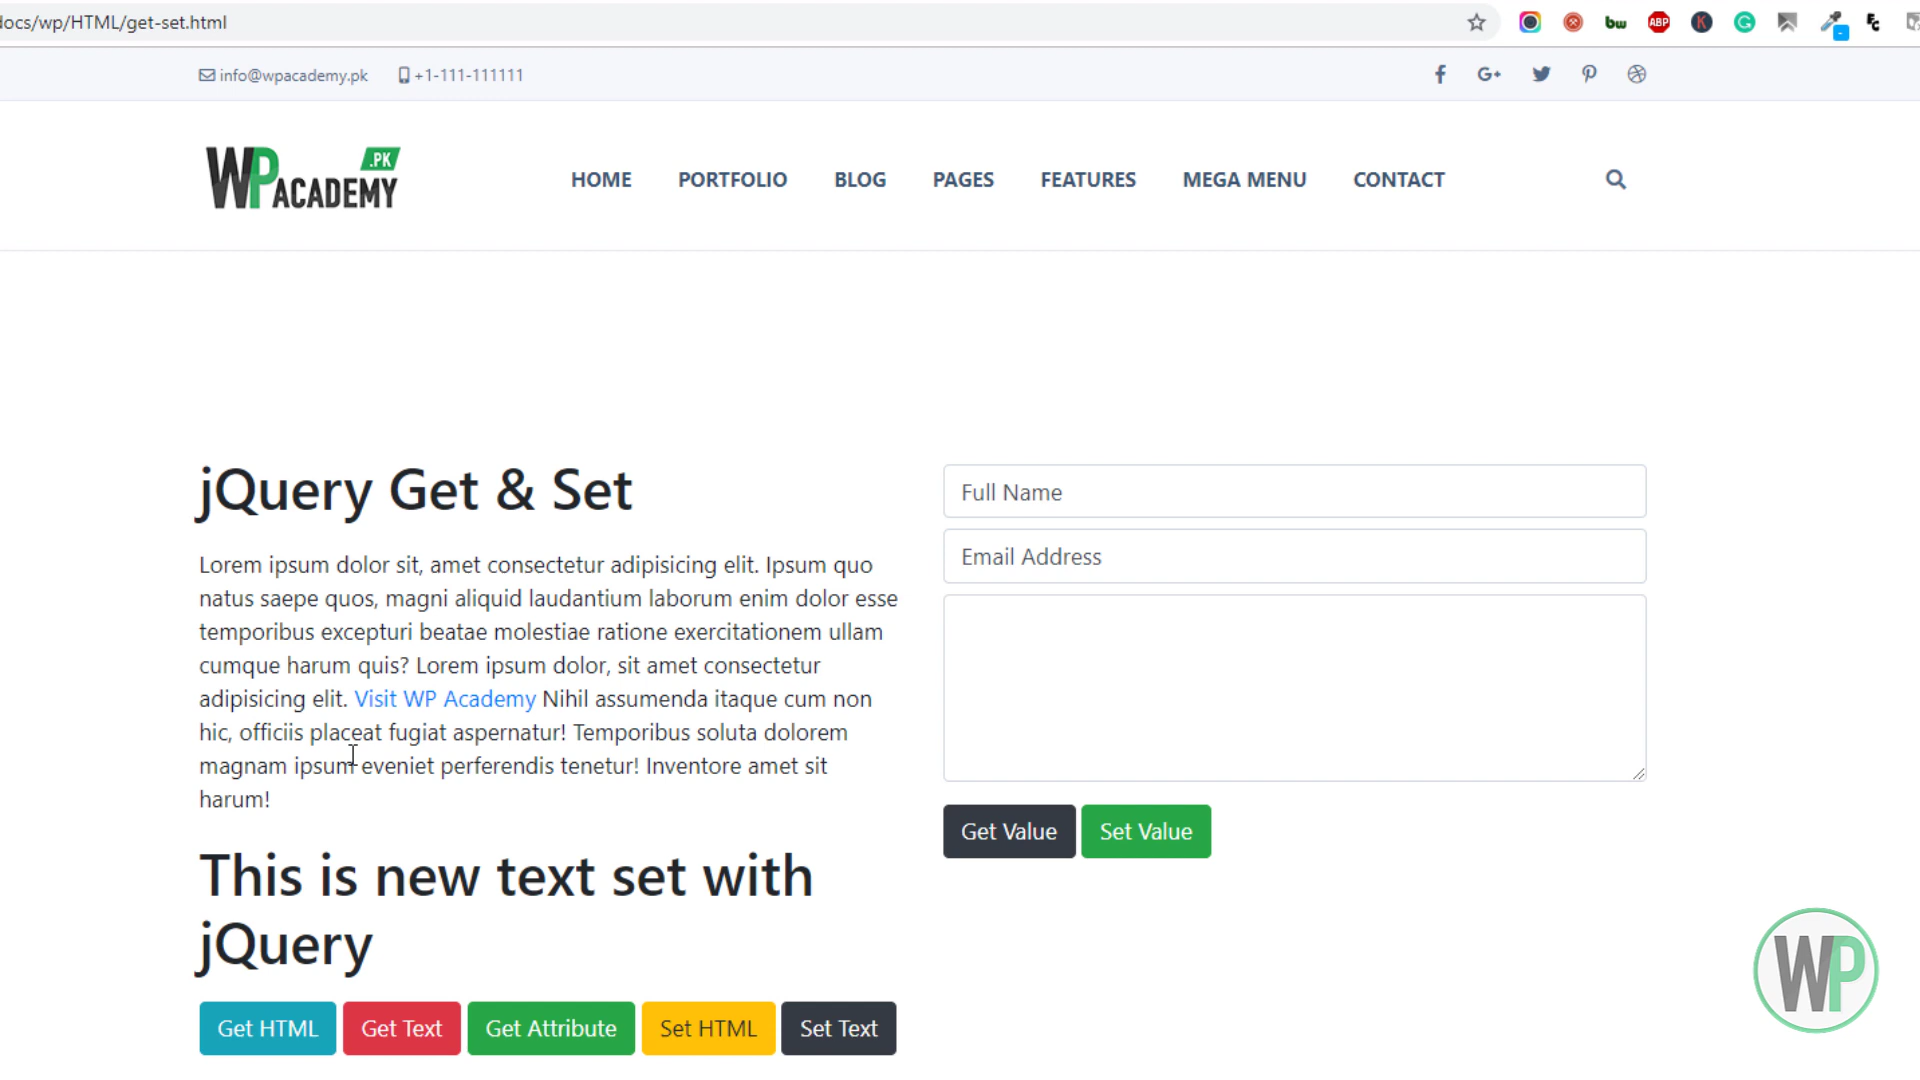 docs/wp/HTML/get-set.html
bw
ABP
K
info@wpacademy.pk
+1-111-111111
G+
WP ACADEMY .PK
HOME
PORTFOLIO
BLOG
PAGES
FEATURES
MEGA MENU
CONTACT
jQuery Get & Set
Lorem ipsum dolor sit, amet consectetur adipisicing elit. Ipsum quo
natus saepe quos, magni aliquid laudantium laborum enim dolor esse
temporibus excepturi beatae molestiae ratione exercitationem ullam
cumque harum quis? Lorem ipsum dolor, sit amet consectetur
adipisicing elit. Visit WP Academy Nihil assumenda itaque cum non
hic, officiis placeat fugiat aspernatur! Temporibus soluta dolorem
magnam ipsum eveniet perferendis tenetur! Inventore amet sit
harum!
This is new text set with
jQuery
Get HTML
Get Text
Get Attribute
Set HTML
Set Text
Full Name
Email Address
Get Value
Set Value
WP